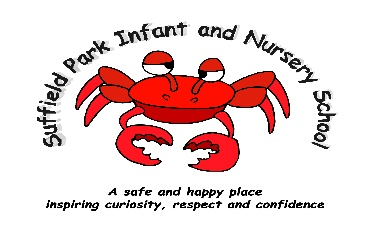 Suffield Park Infant and Nursery School
A safe and happy place
inspiring curiosity, respect and confidence